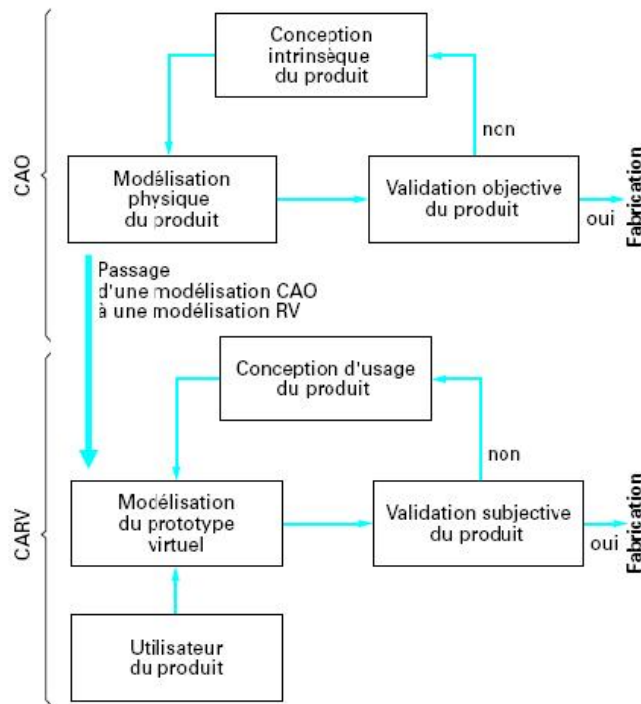 Conception
intrinsèque
du produit
non
CAO
Modélisation
physique
du produit
Validation objective
du produit
oui
Fabrication
Passage
d'une modélisation CAO
à une modélisation RV
Conception d'usage
du produit
non
CARV
Modélisation
du prototype
virtuel
Validation subjective
du produit
oui
Fabrication
Utilisateur
du produit